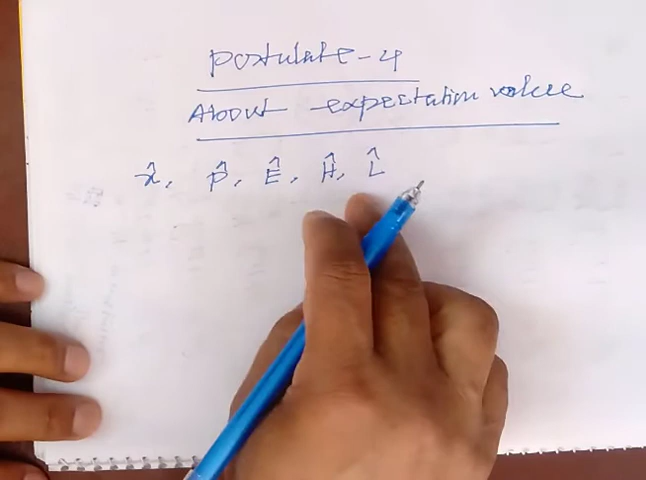 Postulate - 4
About expectation value
x̂, p̂, Ê, Ĥ, L̂